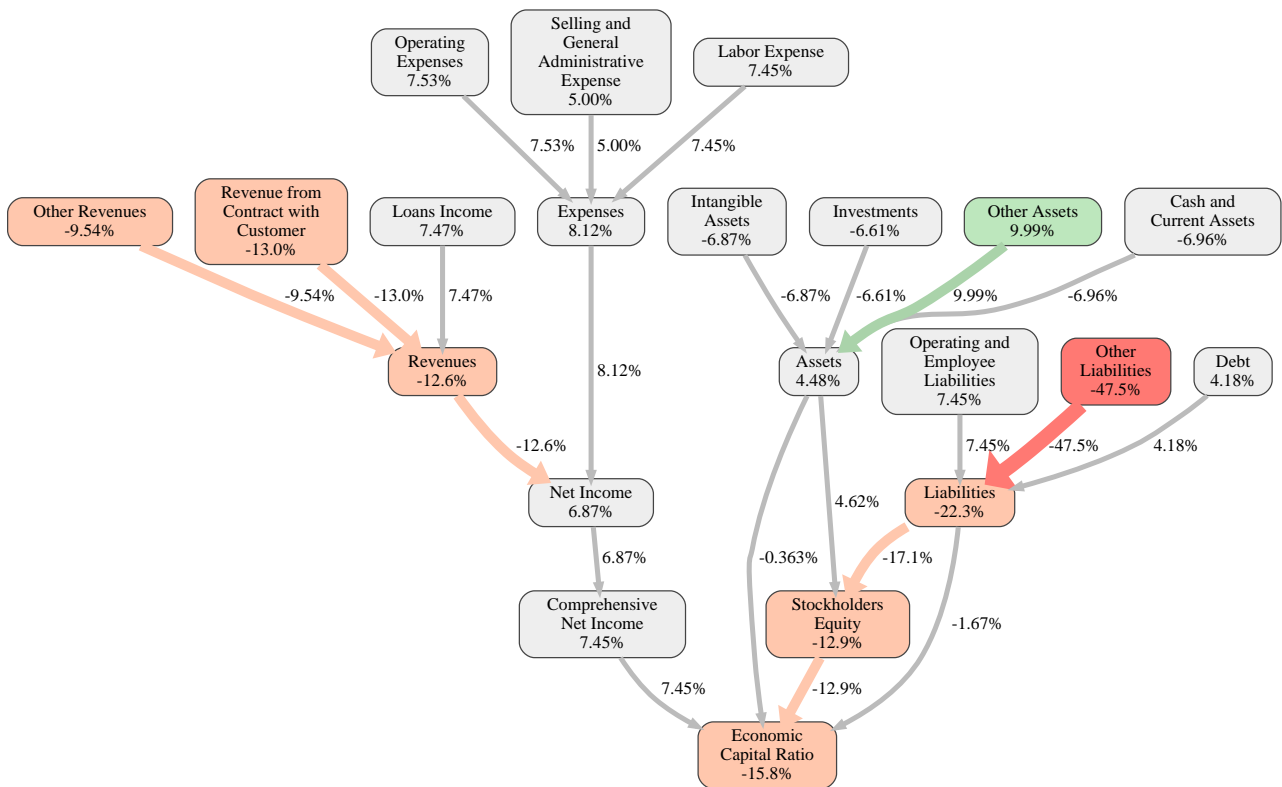 Operating
Expenses
7.53%
Selling and
General
Administrative
Expense
5.00%
Labor Expense
7.45%
7.53%
5.00%
7.45%
Other Revenues
-9.54%
Revenue from
Contract with
Customer
-13.0%
Loans Income
7.47%
Expenses
8.12%
Intangible
Assets
-6.87%
Investments
-6.61%
Other Assets
9.99%
Cash and
Current Assets
-6.96%
-9.54%
-13.0%
7.47%
-6.87%
-6.61%
9.99%
-6.96%
Revenues
-12.6%
8.12%
Assets
4.48%
Operating and
Employee
Liabilities
7.45%
Other
Liabilities
-47.5%
Debt
4.18%
-12.6%
7.45%
-47.5%
4.18%
Net Income
6.87%
4.62%
Liabilities
-22.3%
6.87%
-0.363%
-17.1%
Comprehensive
Net Income
7.45%
Stockholders
Equity
-12.9%
-1.67%
7.45%
-12.9%
Economic
Capital Ratio
-15.8%